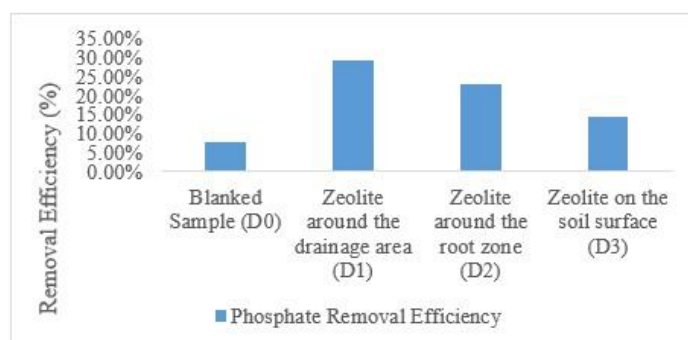 Removal Efficiency (%)
35.00%
30.00%
25.00%
20.00%
15.00%
10.00%
5.00%
0.00%
Blanked
Sample (D0)
Zeolite
around the
drainage area
(D1)
Zeolite
around the
root zone
(D2)
Zeolite on the
soil surface
(D3)
Phosphate Removal Efficiency